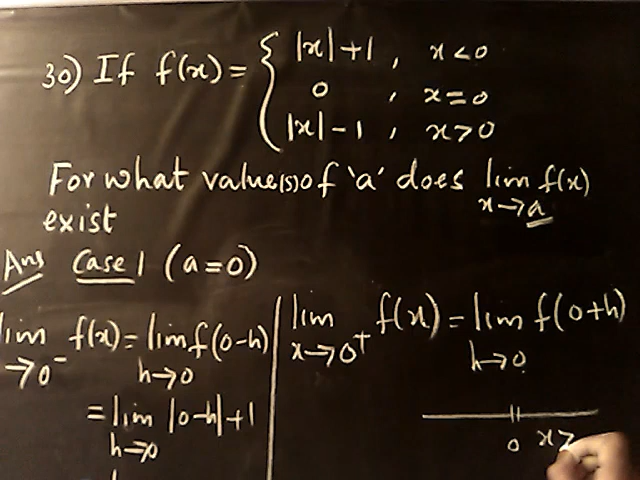 30) If f(x) = { |x|+1 , x<0
0 , x=0
|x|-1 , x>0
For what value(s) of 'a' does lim f(x)
x→a
exist
Ans Case 1 (a=0)
lim f(x) = lim f(0-h)
→0⁻ h→0
= lim |0-h|+1
h→0
lim f(x) = lim f(0+h)
x→0⁺ h→0
0 x>